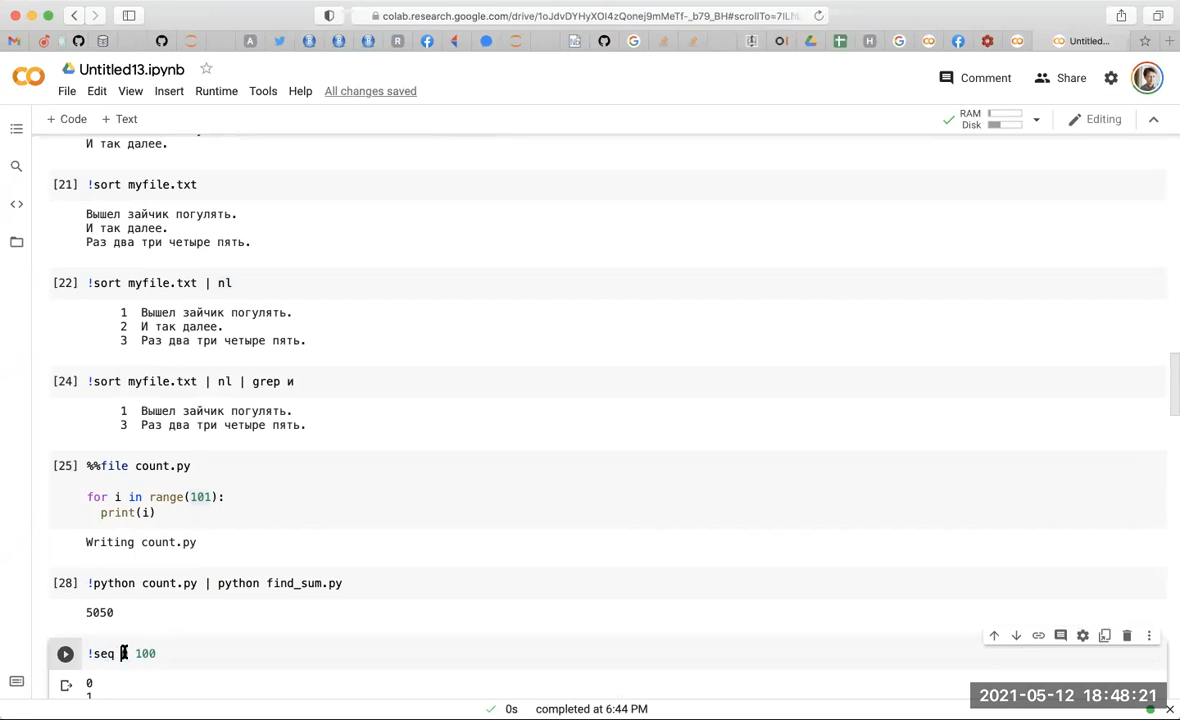 colab.research.google.com/drive/1oJdvDYHyXOI4zQonej9mMeTf-_b79_BH#scrollTo=
Untitled...
Untitled13.ipynb
File Edit View Insert Runtime Tools Help All changes saved
Comment Share
+ Code + Text
RAM
Disk
Editing
И так далее.
[21] !sort myfile.txt
Вышел зайчик погулять.
И так далее.
Раз два три четыре пять.
[22] !sort myfile.txt | nl
1 Вышел зайчик погулять.
2 И так далее.
3 Раз два три четыре пять.
[24] !sort myfile.txt | nl | grep и
1 Вышел зайчик погулять.
3 Раз два три четыре пять.
[25] %%file count.py
for i in range(101):
print(i)
Writing count.py
[28] !python count.py | python find_sum.py
5050
!seq 100
0
1
2021-05-12 18:48:21
0s completed at 6:44 PM